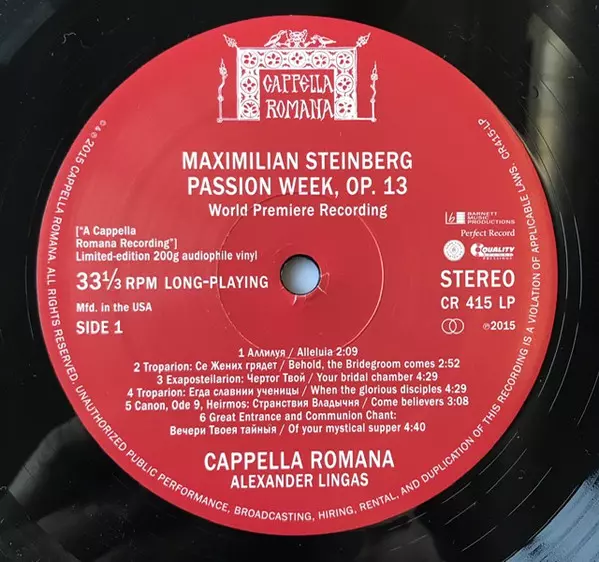 CAPPELLA
ROMANA
MAXIMILIAN STEINBERG
PASSION WEEK, OP. 13
World Premiere Recording
["A Cappella
Romana Recording"]
Limited-edition 200g audiophile vinyl
33⅓ RPM LONG-PLAYING
Mfd. in the USA
SIDE 1
BARNETT
MUSIC
PRODUCTIONS
Perfect Record
QUALITY
STEREO
CR 415 LP
℗2015
1 Аллилуя / Alleluia 2:09
2 Troparion: Се Жених грядет / Behold, the Bridegroom comes 2:52
3 Exapostellarion: Чертог Твой / Your bridal chamber 4:29
4 Troparion: Егда славнии ученицы / When the glorious disciples 4:29
5 Canon, Ode 9, Heirmos: Странствия Владычня / Come believers 3:08
6 Great Entrance and Communion Chant:
Вечери Твоея тайныя / Of your mystical supper 4:40
CAPPELLA ROMANA
ALEXANDER LINGAS
℗ & © 2015 CAPPELLA ROMANA. ALL RIGHTS RESERVED. UNAUTHORIZED PUBLIC PERFORMANCE, BROADCASTING, HIRING, RENTAL, AND DUPLICATION OF THIS RECORDING IS A VIOLATION OF APPLICABLE LAWS. CR415-LP